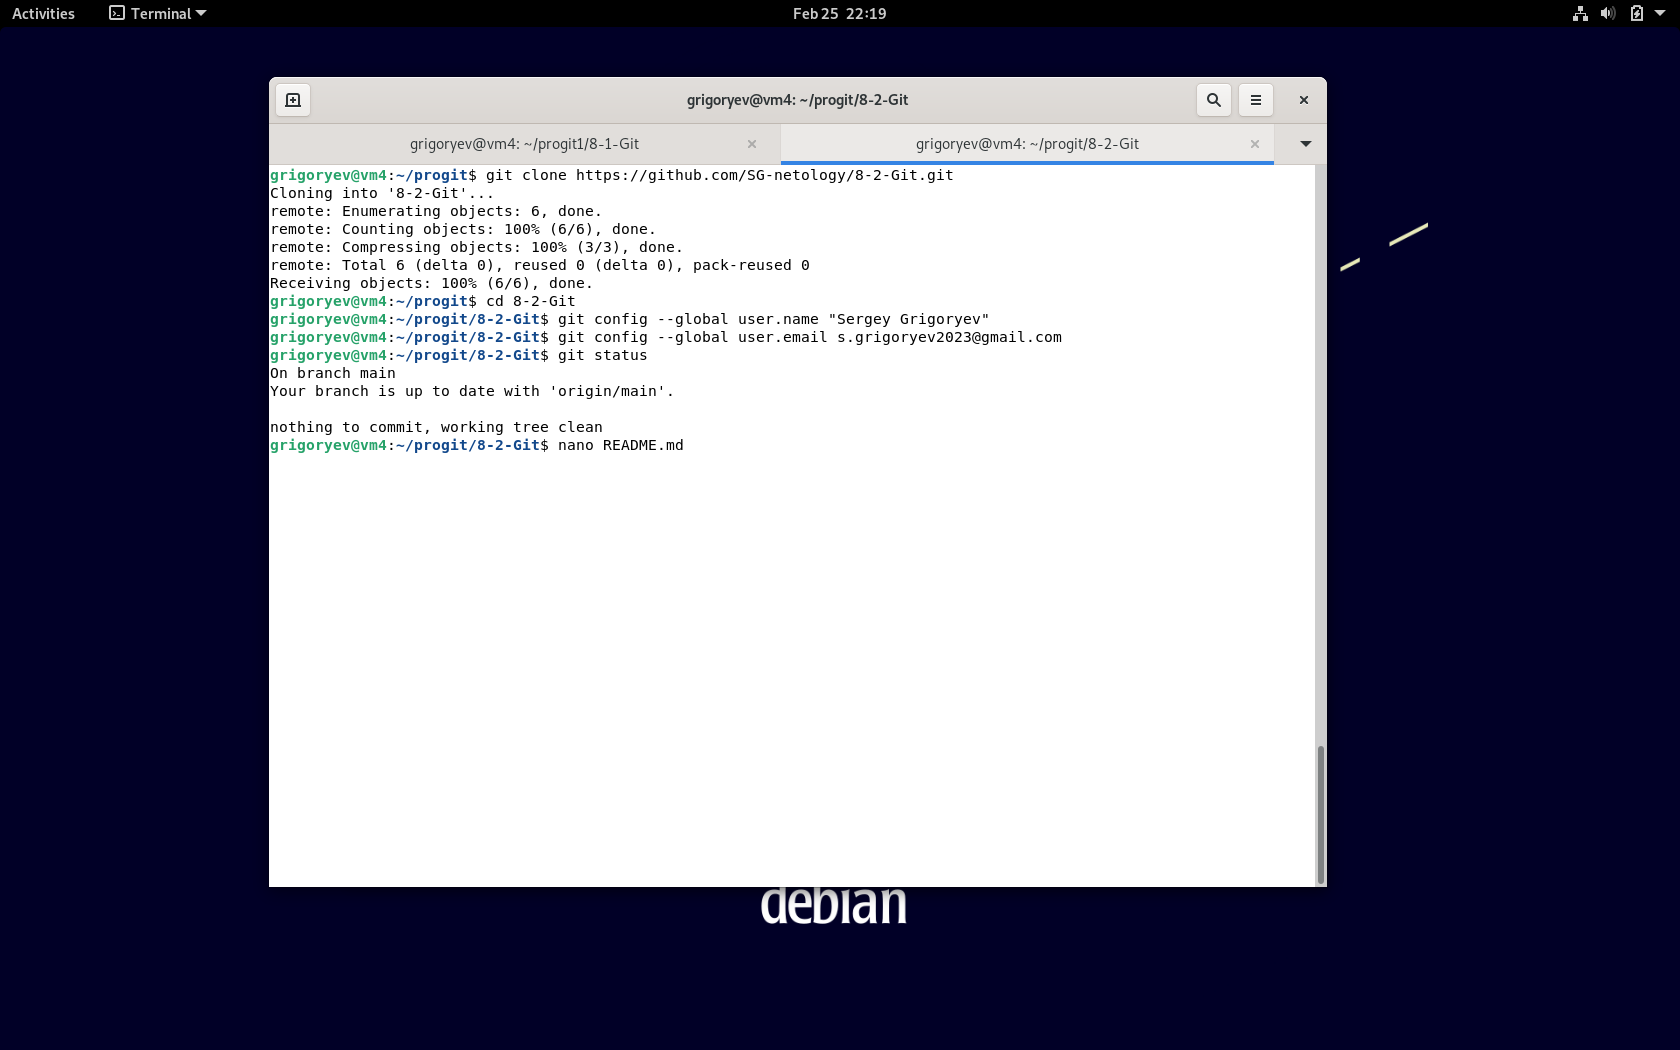 Activities
Terminal
Feb 25 22:19
grigoryev@vm4: ~/progit/8-2-Git
grigoryev@vm4: ~/progit1/8-1-Git
grigoryev@vm4: ~/progit/8-2-Git
grigoryev@vm4:~/progit$ git clone https://github.com/SG-netology/8-2-Git.git
Cloning into '8-2-Git'...
remote: Enumerating objects: 6, done.
remote: Counting objects: 100% (6/6), done.
remote: Compressing objects: 100% (3/3), done.
remote: Total 6 (delta 0), reused 0 (delta 0), pack-reused 0
Receiving objects: 100% (6/6), done.
grigoryev@vm4:~/progit$ cd 8-2-Git
grigoryev@vm4:~/progit/8-2-Git$ git config --global user.name "Sergey Grigoryev"
grigoryev@vm4:~/progit/8-2-Git$ git config --global user.email s.grigoryev2023@gmail.com
grigoryev@vm4:~/progit/8-2-Git$ git status
On branch main
Your branch is up to date with 'origin/main'.
nothing to commit, working tree clean
grigoryev@vm4:~/progit/8-2-Git$ nano README.md
debian